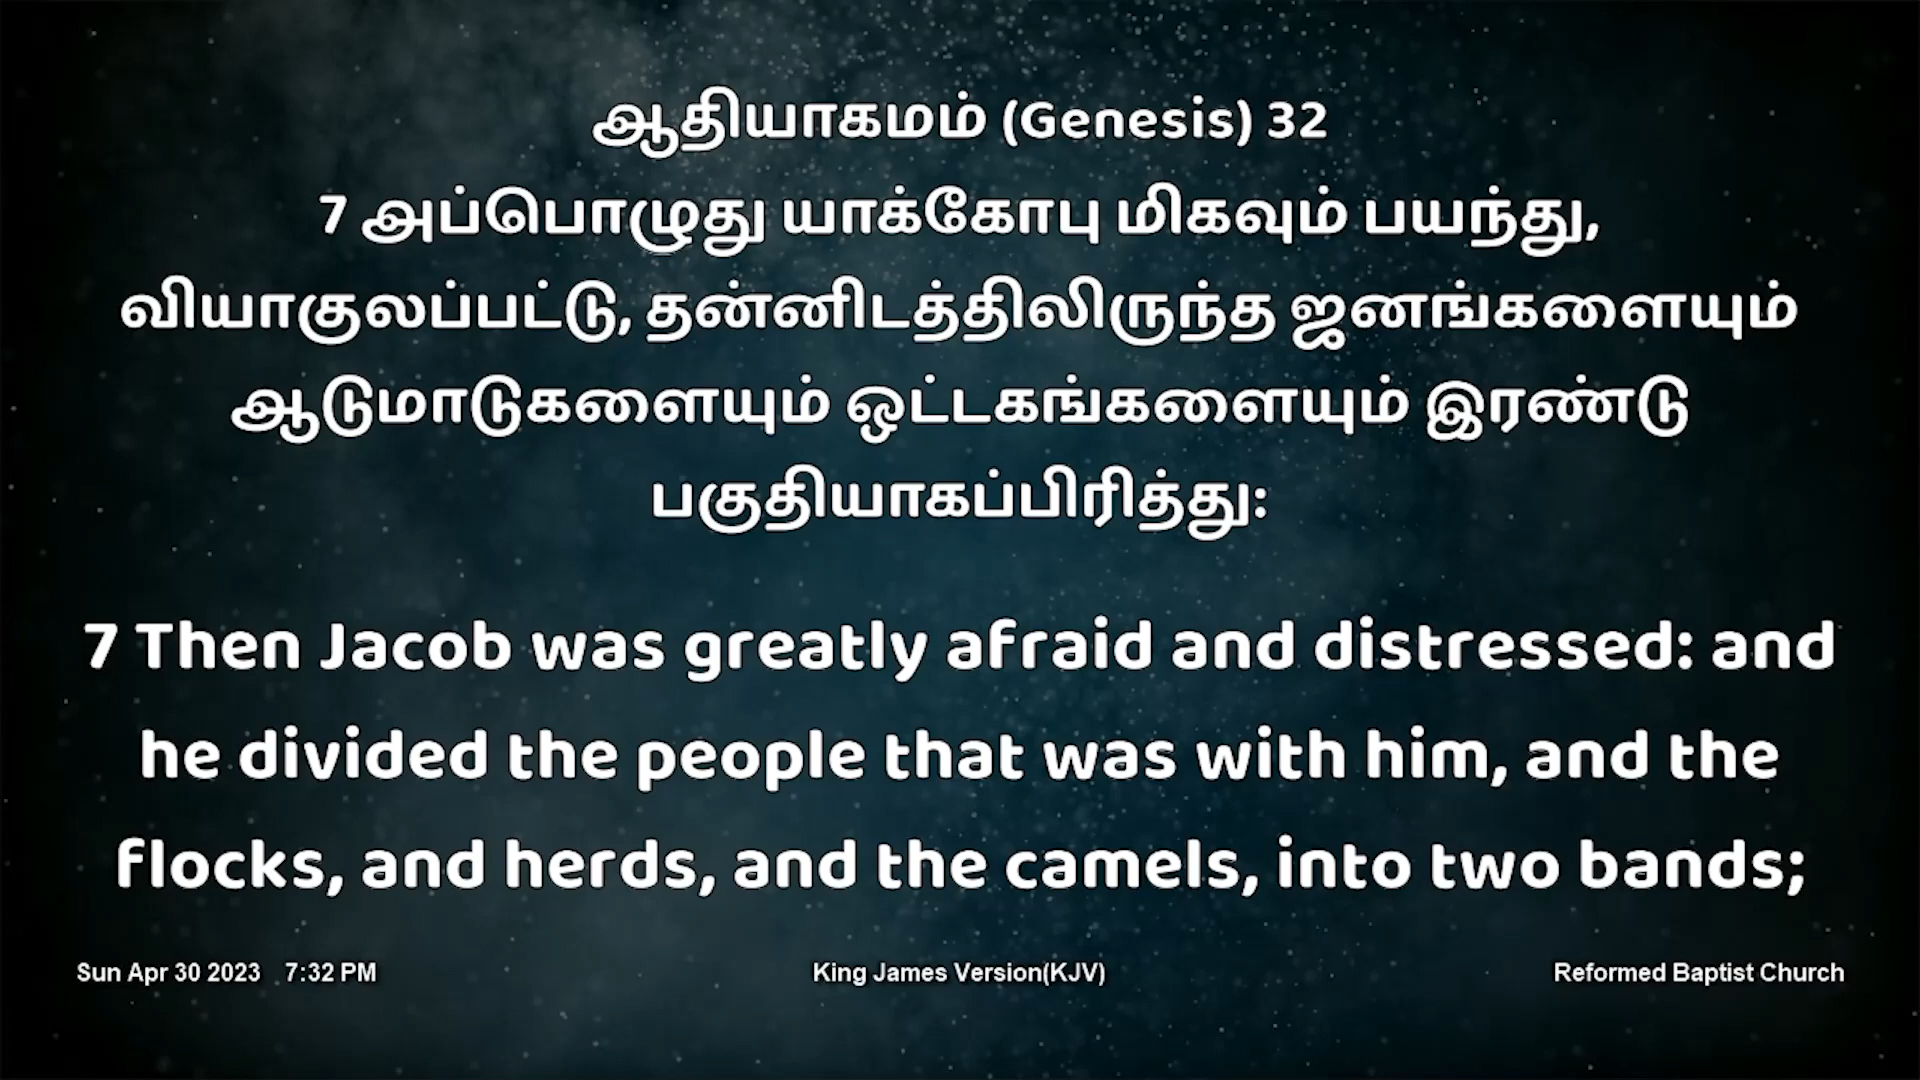 ஆதியாகமம் (Genesis) 32
7 அப்பொழுது யாக்கோபு மிகவும் பயந்து,
வியாகுலப்பட்டு, தன்னிடத்திலிருந்த ஜனங்களையும்
ஆடுமாடுகளையும் ஒட்டகங்களையும் இரண்டு
பகுதியாகப்பிரித்து:
7 Then Jacob was greatly afraid and distressed: and
he divided the people that was with him, and the
flocks, and herds, and the camels, into two bands;
Sun Apr 30 2023 7:32 PM King James Version(KJV) Reformed Baptist Church